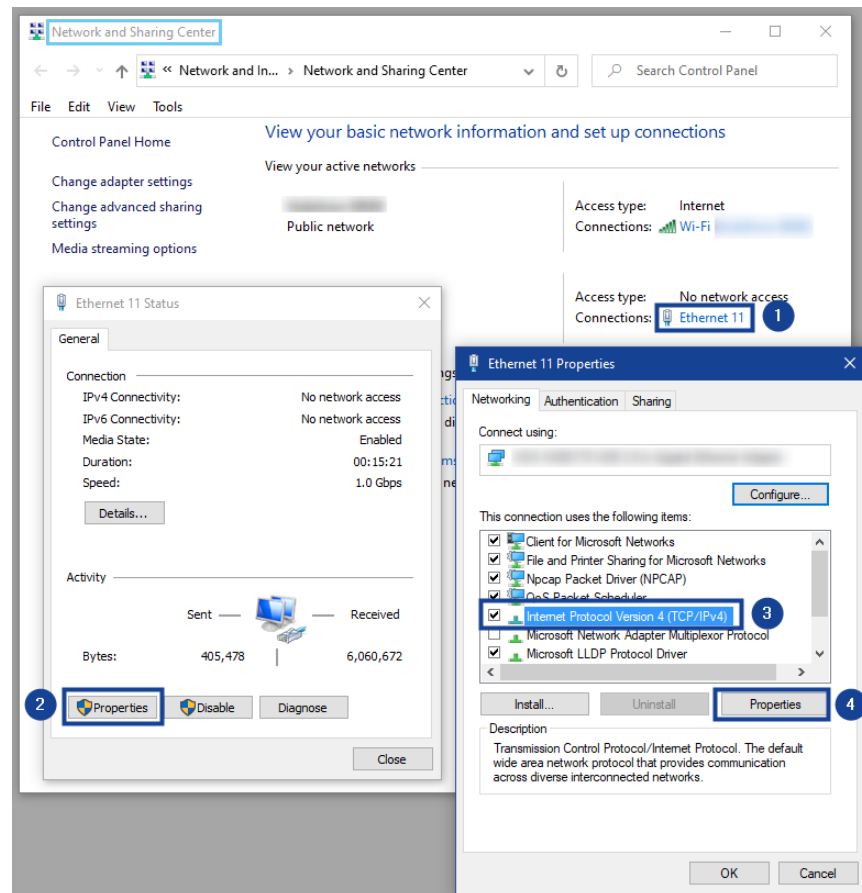 Network and Sharing Center
Network and In... > Network and Sharing Center
Search Control Panel
File Edit View Tools
Control Panel Home
Change adapter settings
Change advanced sharing
settings
Media streaming options
View your basic network information and set up connections
View your active networks
Public network
Access type: Internet
Connections: Wi-Fi
Access type: No network access
Connections: Ethernet 11
1
Ethernet 11 Status
General
Connection
IPv4 Connectivity: No network access
IPv6 Connectivity: No network access
Media State: Enabled
Duration: 00:15:21
Speed: 1.0 Gbps
Details...
Activity
Sent Received
Bytes: 405,478 6,060,672
2
Properties Disable Diagnose
Close
Ethernet 11 Properties
Networking Authentication Sharing
Connect using:
Configure...
This connection uses the following items:
Client for Microsoft Networks
File and Printer Sharing for Microsoft Networks
Npcap Packet Driver (NPCAP)
QoS Packet Scheduler
Internet Protocol Version 4 (TCP/IPv4)
3
Microsoft Network Adapter Multiplexor Protocol
Microsoft LLDP Protocol Driver
Install... Uninstall Properties
4
Description
Transmission Control Protocol/Internet Protocol. The default
wide area network protocol that provides communication
across diverse interconnected networks.
OK Cancel